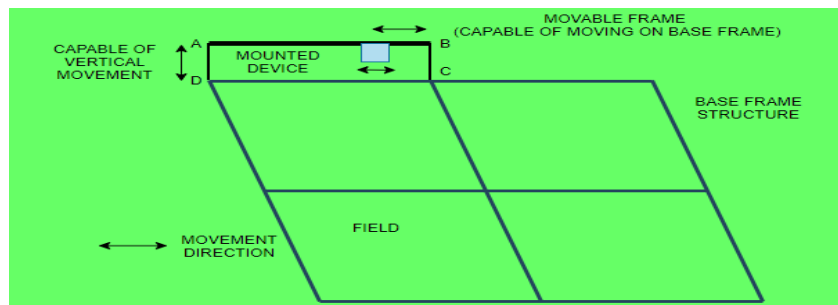 MOVABLE FRAME
(CAPABLE OF MOVING ON BASE FRAME)
CAPABLE OF
VERTICAL
MOVEMENT
A
B
MOUNTED
DEVICE
D
C
BASE FRAME
STRUCTURE
FIELD
MOVEMENT
DIRECTION